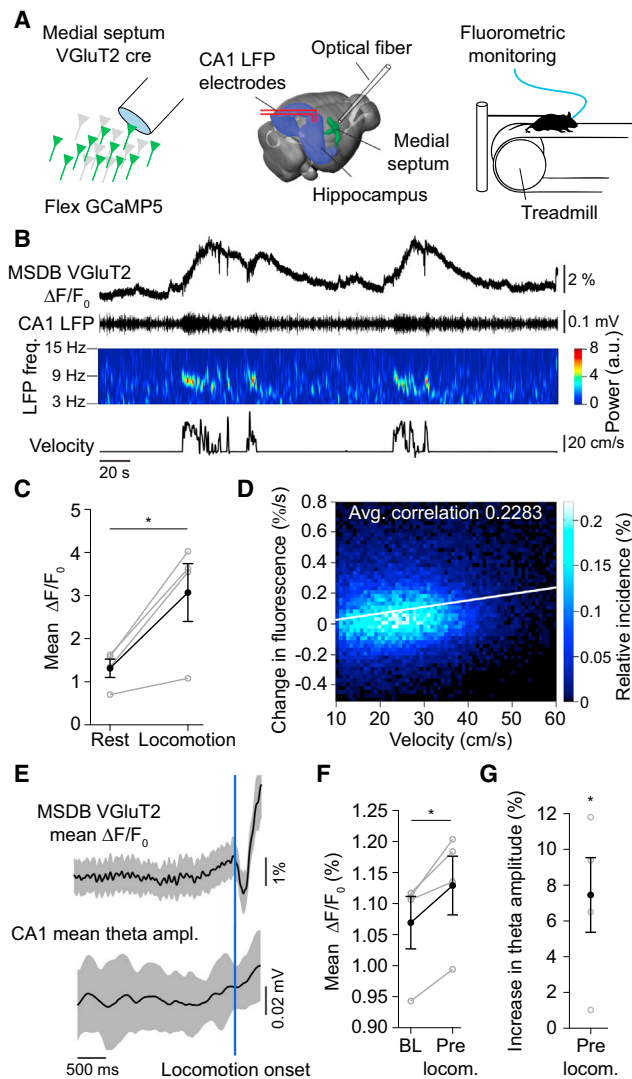 A
Medial septum
VGluT2 cre
Flex GCaMP5
CA1 LFP
electrodes
Optical fiber
Medial
septum
Hippocampus
Fluorometric
monitoring
Treadmill
B
MSDB VGluT2
ΔF/F0
2 %
CA1 LFP
0.1 mV
LFP freq.
15 Hz
9 Hz
3 Hz
8
6
4
2
0
Power (a.u.)
Velocity
20 cm/s
20 s
C
*
Mean ΔF/F0
5
4
3
2
1
0
Rest Locomotion
D
Avg. correlation 0.2283
Change in fluorescence (%/s)
0.8
0.6
0.4
0.2
0
-0.2
-0.4
10 20 30 40 50 60
Velocity (cm/s)
0.2
0.15
0.10
0.05
0
Relative incidence (%)
E
MSDB VGluT2
mean ΔF/F0
1%
CA1 mean theta ampl.
0.02 mV
500 ms
Locomotion onset
F
*
Mean ΔF/F0 (%)
1.25
1.20
1.15
1.10
1.05
1.00
0.95
0.90
BL Pre
locom.
G
*
Increase in theta amplitude (%)
14
12
10
8
6
4
2
0
Pre
locom.